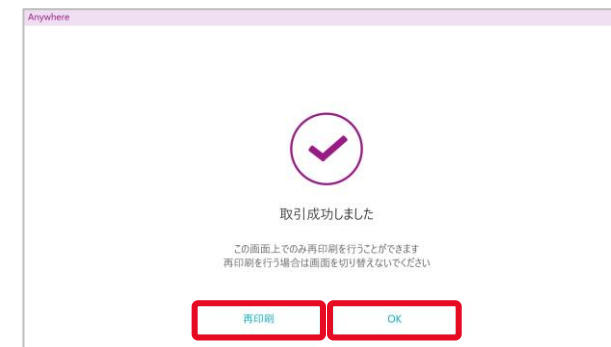 Anywhere
取引成功しました
この画面上でのみ再印刷を行うことができます
再印刷を行う場合は画面を切り替えないでください
再印刷
OK